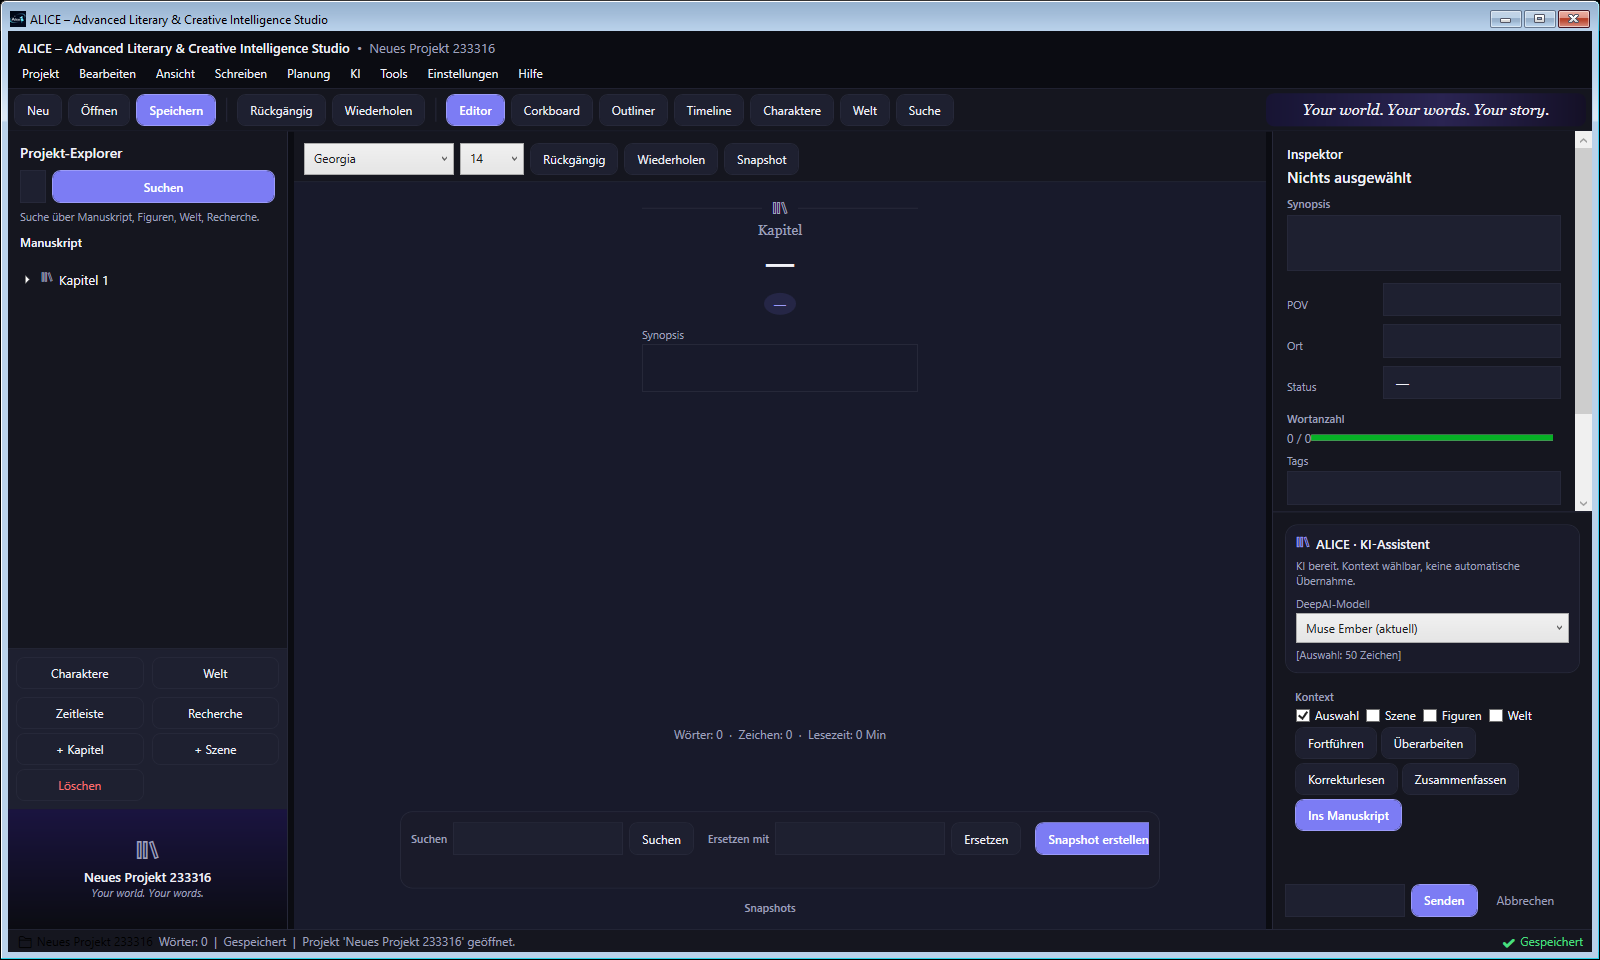 ALICE – Advanced Literary & Creative Intelligence Studio
ALICE – Advanced Literary & Creative Intelligence Studio • Neues Projekt 233316
Projekt Bearbeiten Ansicht Schreiben Planung KI Tools Einstellungen Hilfe
Neu Öffnen Speichern Rückgängig Wiederholen Editor Corkboard Outliner Timeline Charaktere Welt Suche
Your world. Your words. Your story.
Projekt-Explorer
Suchen
Suche über Manuskript, Figuren, Welt, Recherche.
Manuskript
Kapitel 1
Charaktere Welt
Zeitleiste Recherche
+ Kapitel + Szene
Löschen
Neues Projekt 233316
Your world. Your words.
Georgia 14 Rückgängig Wiederholen Snapshot
Kapitel
—
—
Synopsis
Wörter: 0 · Zeichen: 0 · Lesezeit: 0 Min
Suchen Suchen Ersetzen mit Ersetzen Snapshot erstellen
Snapshots
Inspektor
Nichts ausgewählt
Synopsis
POV
Ort
Status —
Wortanzahl
0 / 0
Tags
ALICE · KI-Assistent
KI bereit. Kontext wählbar, keine automatische
Übernahme.
DeepAI-Modell
Muse Ember (aktuell)
[Auswahl: 50 Zeichen]
Kontext
Auswahl Szene Figuren Welt
Fortführen Überarbeiten
Korrekturlesen Zusammenfassen
Ins Manuskript
Senden Abbrechen
Neues Projekt 233316 Wörter: 0 | Gespeichert | Projekt 'Neues Projekt 233316' geöffnet.
Gespeichert